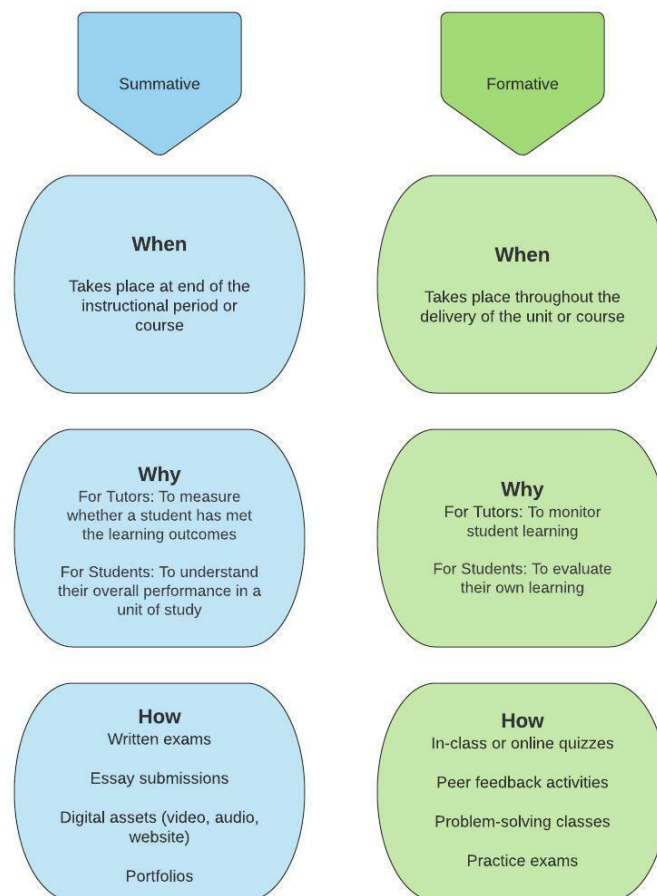 Summative
When
Takes place at end of the
instructional period or
course
Why
For Tutors: To measure
whether a student has met
the learning outcomes
For Students: To understand
their overall performance in a
unit of study
How
Written exams
Essay submissions
Digital assets (video, audio,
website)
Portfolios
Formative
When
Takes place throughout the
delivery of the unit or course
Why
For Tutors: To monitor
student learning
For Students: To evaluate
their own learning
How
In-class or online quizzes
Peer feedback activities
Problem-solving classes
Practice exams